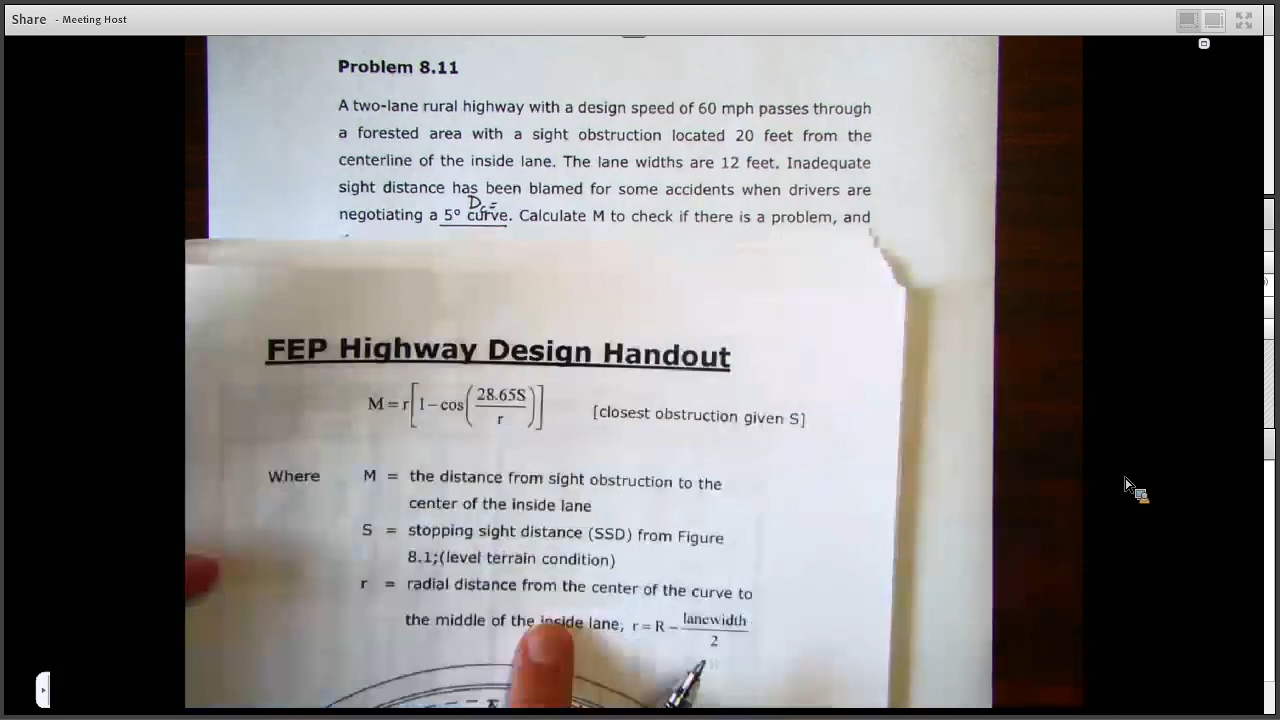 Share - Meeting Host
Problem 8.11
A two-lane rural highway with a design speed of 60 mph passes through
a forested area with a sight obstruction located 20 feet from the
centerline of the inside lane. The lane widths are 12 feet. Inadequate
sight distance has been blamed for some accidents when drivers are
Dc=
negotiating a 5° curve. Calculate M to check if there is a problem, and
FEP Highway Design Handout
M = r[1-cos(28.65S/r)] [closest obstruction given S]
Where M = the distance from sight obstruction to the
center of the inside lane
S = stopping sight distance (SSD) from Figure
8.1;(level terrain condition)
r = radial distance from the center of the curve to
the middle of the inside lane; r = R - lanewidth/2